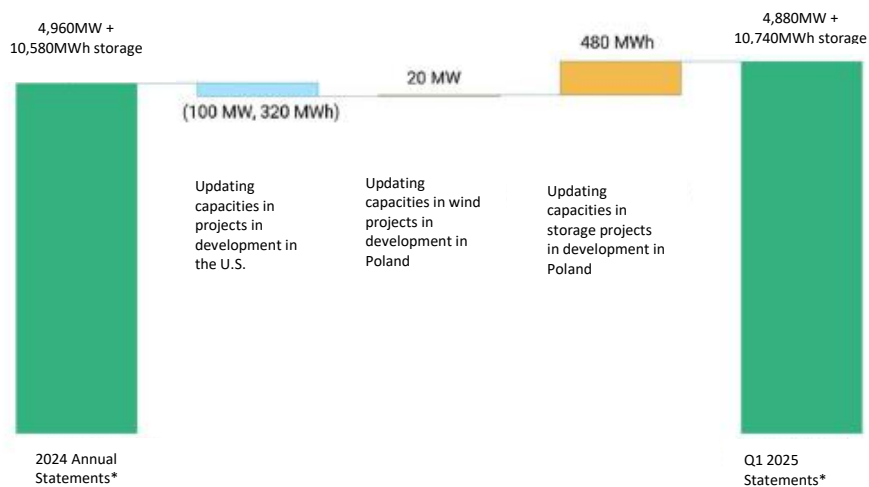 4,960MW +
10,580MWh storage
(100 MW, 320 MWh)
20 MW
480 MWh
4,880MW +
10,740MWh storage
Updating
capacities in
projects in
development in
the U.S.
Updating
capacities in wind
projects in
development in
Poland
Updating
capacities in
storage projects
in development in
Poland
2024 Annual
Statements*
Q1 2025
Statements*